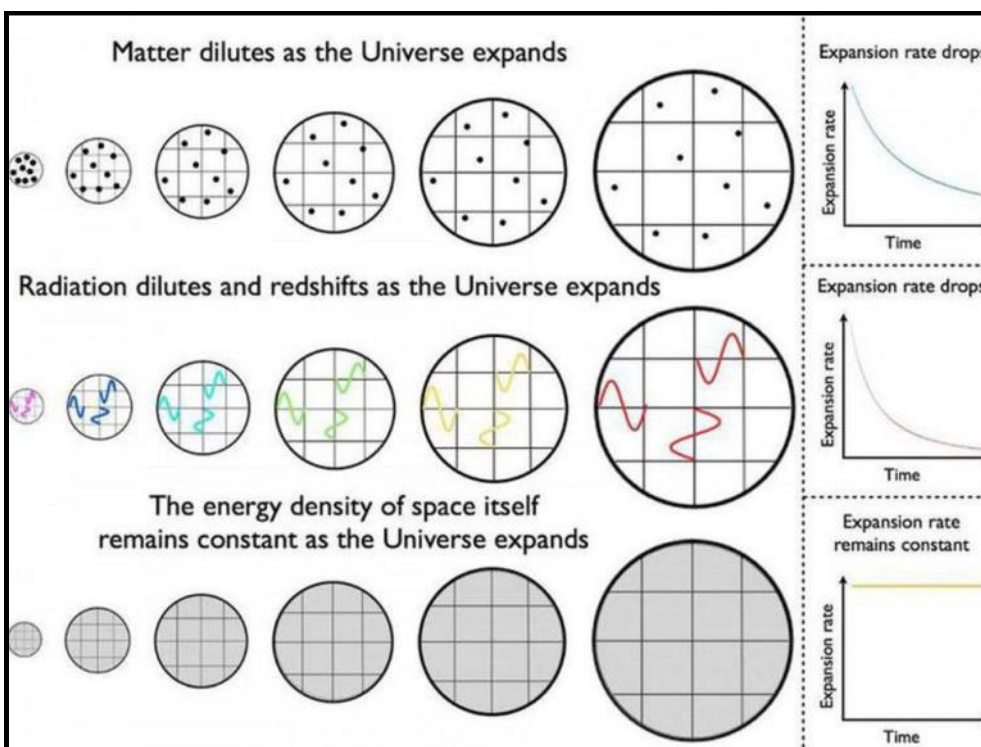 Matter dilutes as the Universe expands
Expansion rate drops
Expansion rate
Time
Radiation dilutes and redshifts as the Universe expands
Expansion rate drops
Expansion rate
Time
The energy density of space itself
remains constant as the Universe expands
Expansion rate
remains constant
Expansion rate
Time